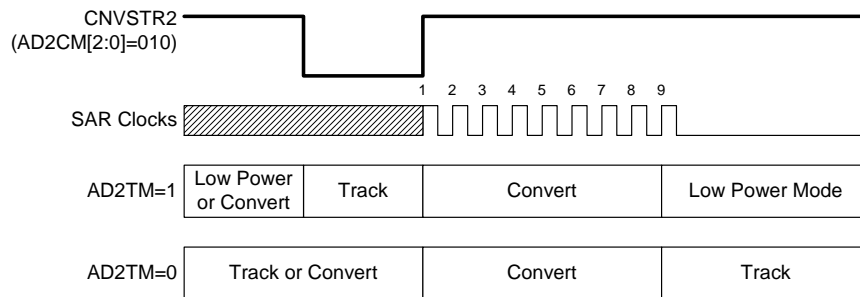 CNVSTR2
(AD2CM[2:0]=010)
1 2 3 4 5 6 7 8 9
SAR Clocks
AD2TM=1
Low Power
or Convert
Track
Convert
Low Power Mode
AD2TM=0
Track or Convert
Convert
Track